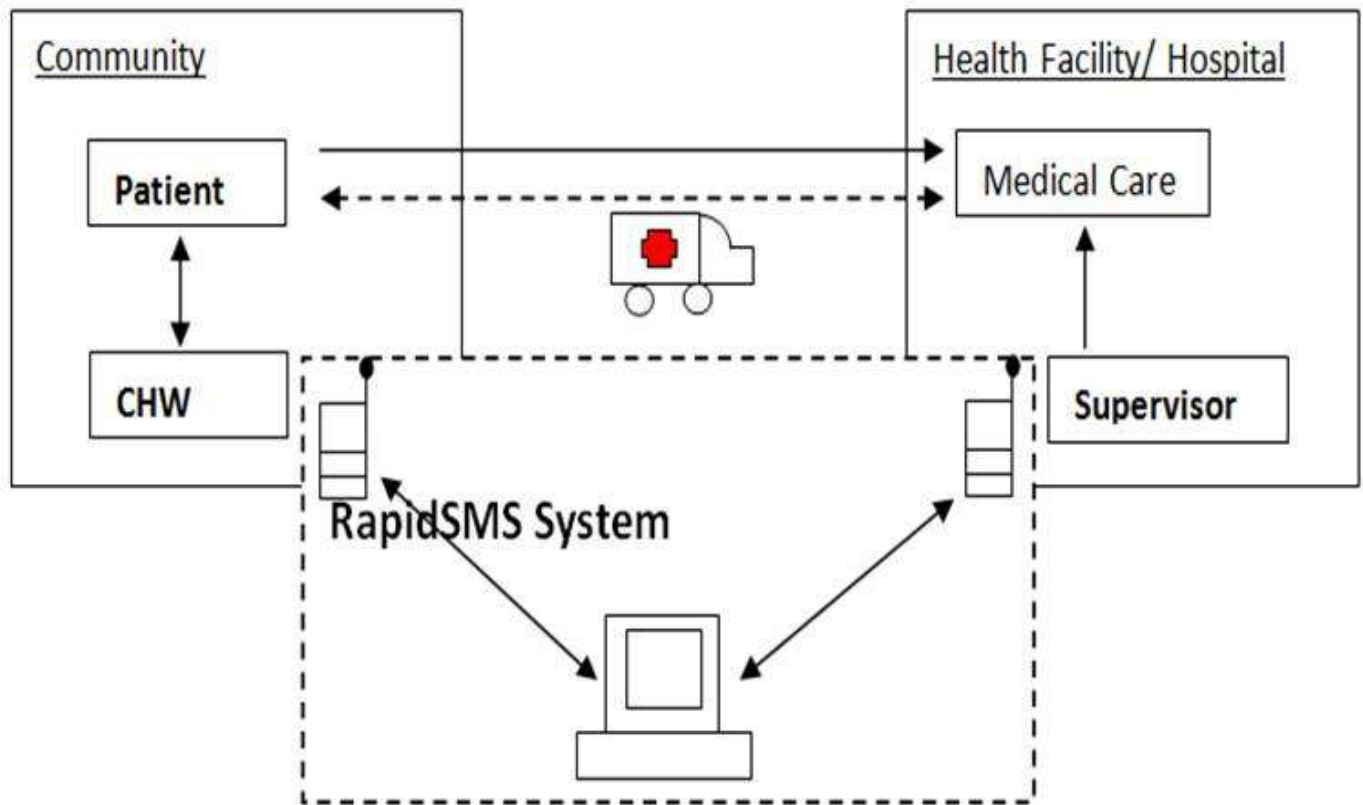 Community
Health Facility/ Hospital
Patient
Medical Care
CHW
Supervisor
RapidSMS System